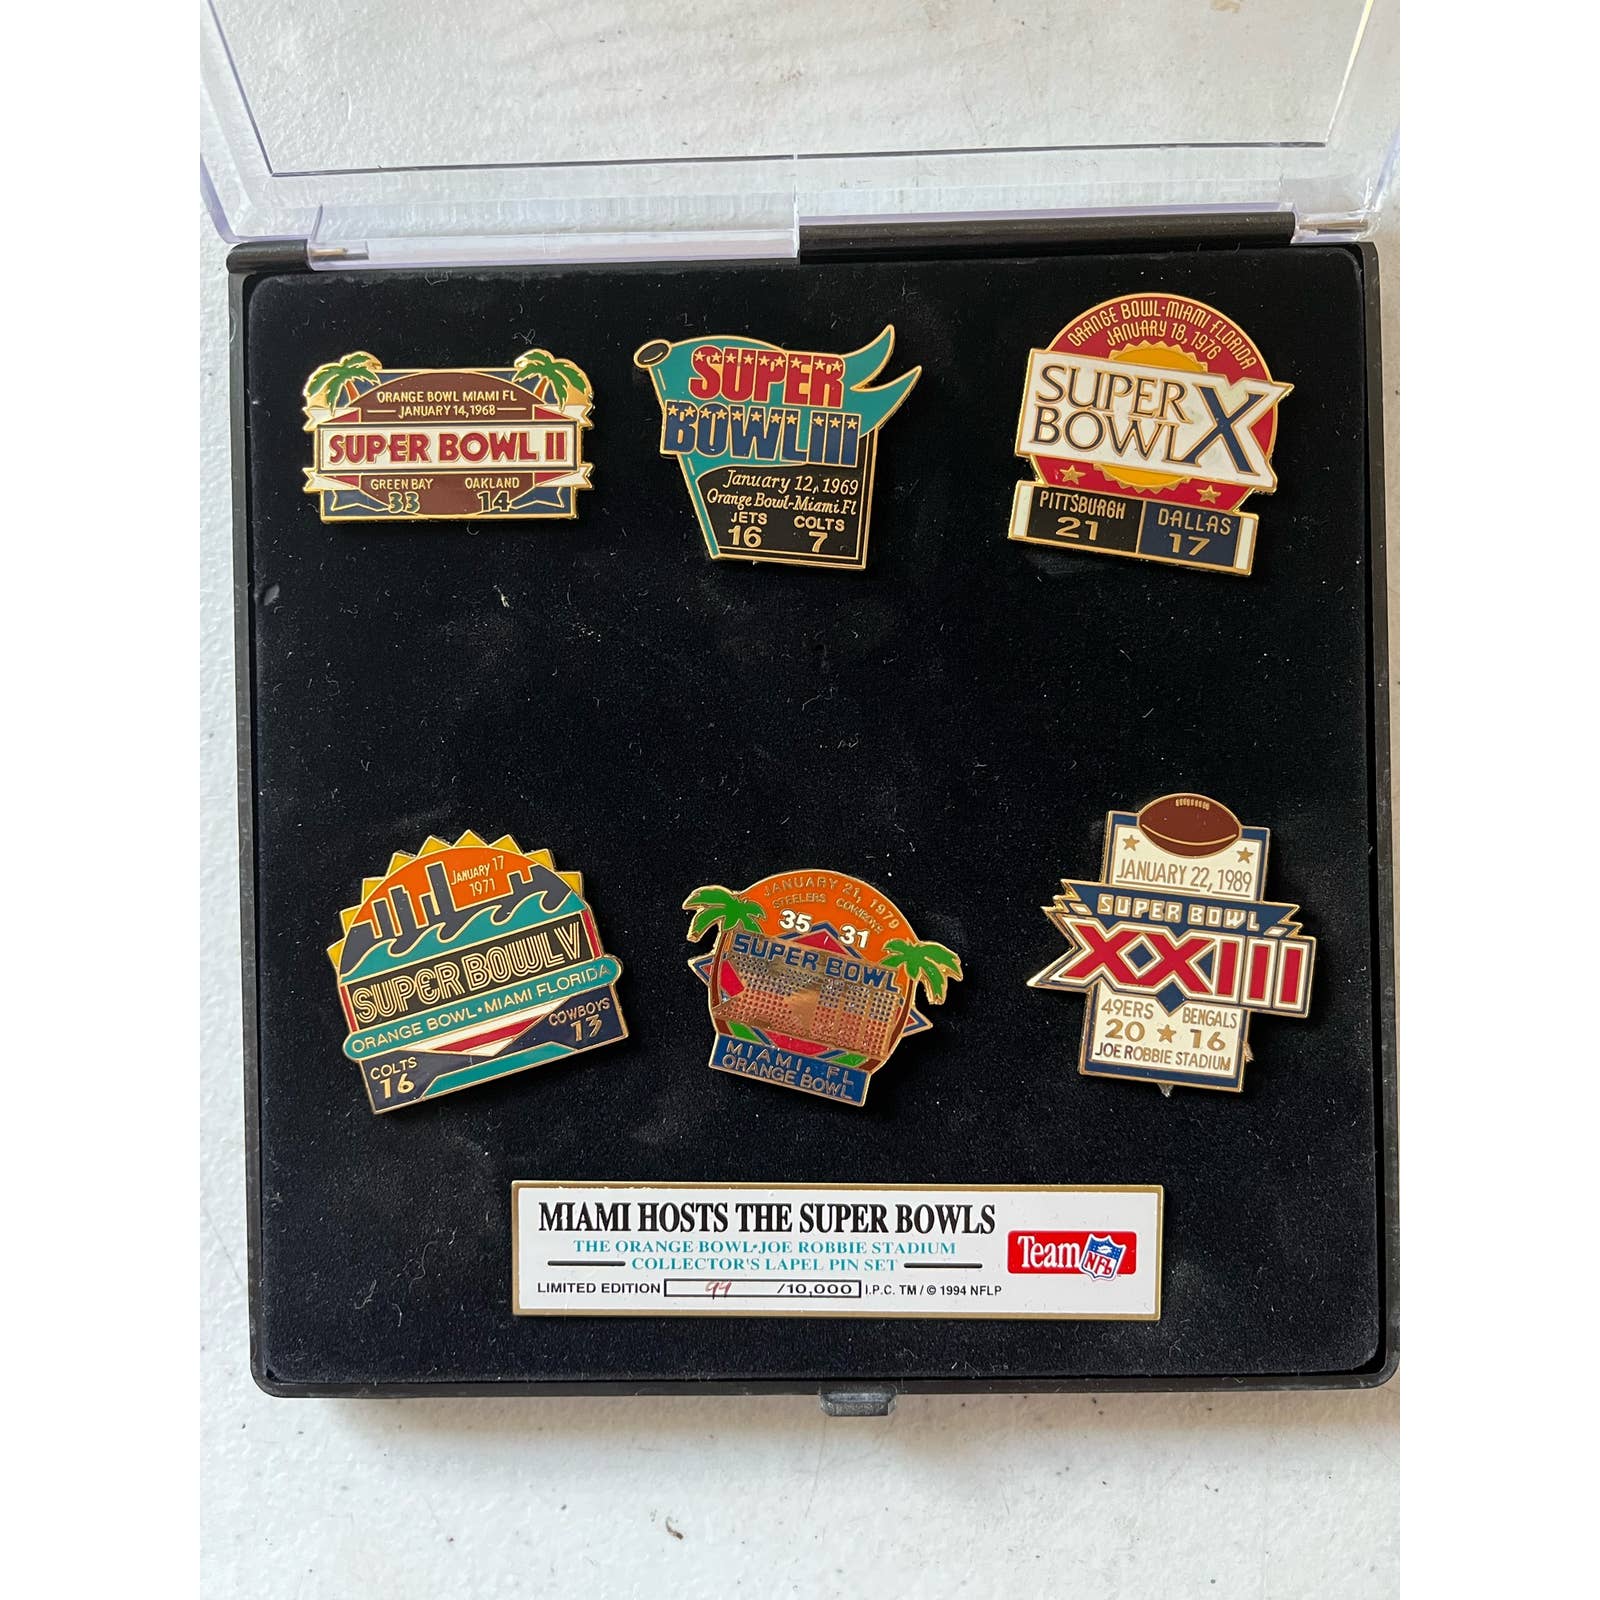 ORANGE BOWL MIAMI FL
JANUARY 14, 1968
SUPER BOWL II
GREEN BAY OAKLAND
33 14
SUPER
BOWL III
January 12, 1969
Orange Bowl-Miami Fl
JETS COLTS
16 7
ORANGE BOWL·MIAMI FLORIDA
JANUARY 18, 1976
SUPER
BOWL X
PITTSBURGH DALLAS
21 17
JANUARY 17
1971
SUPER BOWL V
ORANGE BOWL·MIAMI FLORIDA
COWBOYS
13
COLTS
16
JANUARY 21, 1979
STEELERS COWBOYS
35 31
SUPER BOWL
MIAMI, FL
ORANGE BOWL
JANUARY 22, 1989
SUPER BOWL
XXIII
49ERS BENGALS
20 ★ 16
JOE ROBBIE STADIUM
MIAMI HOSTS THE SUPER BOWLS
THE ORANGE BOWL·JOE ROBBIE STADIUM
COLLECTOR'S LAPEL PIN SET
LIMITED EDITION 99 /10,000 I.P.C. TM / © 1994 NFLP
Team NFL